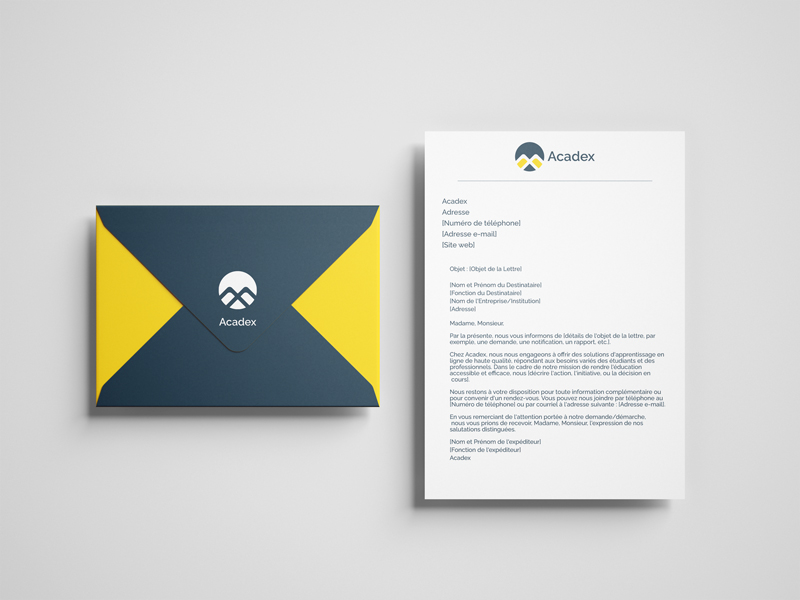 Acadex
Acadex
Acadex
Adresse
[Numéro de téléphone]
[Adresse e-mail]
[Site web]
Objet : [Objet de la Lettre]
[Nom et Prénom du Destinataire]
[Fonction du Destinataire]
[Nom de l'Entreprise/Institution]
[Adresse]
Madame, Monsieur,
Par la présente, nous vous informons de [détails de l'objet de la lettre, par
exemple, une demande, une notification, un rapport, etc.].
Chez Acadex, nous nous engageons à offrir des solutions d'apprentissage en
ligne de haute qualité, répondant aux besoins variés des étudiants et des
professionnels. Dans le cadre de notre mission de rendre l'éducation
accessible et efficace, nous [décrire l'action, l'initiative, ou la décision en
cours].
Nous restons à votre disposition pour toute information complémentaire ou
pour convenir d'un rendez-vous. Vous pouvez nous joindre par téléphone au
[Numéro de téléphone] ou par courriel à l'adresse suivante : [Adresse e-mail].
En vous remerciant de l'attention portée à notre demande/démarche,
nous vous prions de recevoir, Madame, Monsieur, l'expression de nos
salutations distinguées.
[Nom et Prénom de l'expéditeur]
[Fonction de l'expéditeur]
Acadex